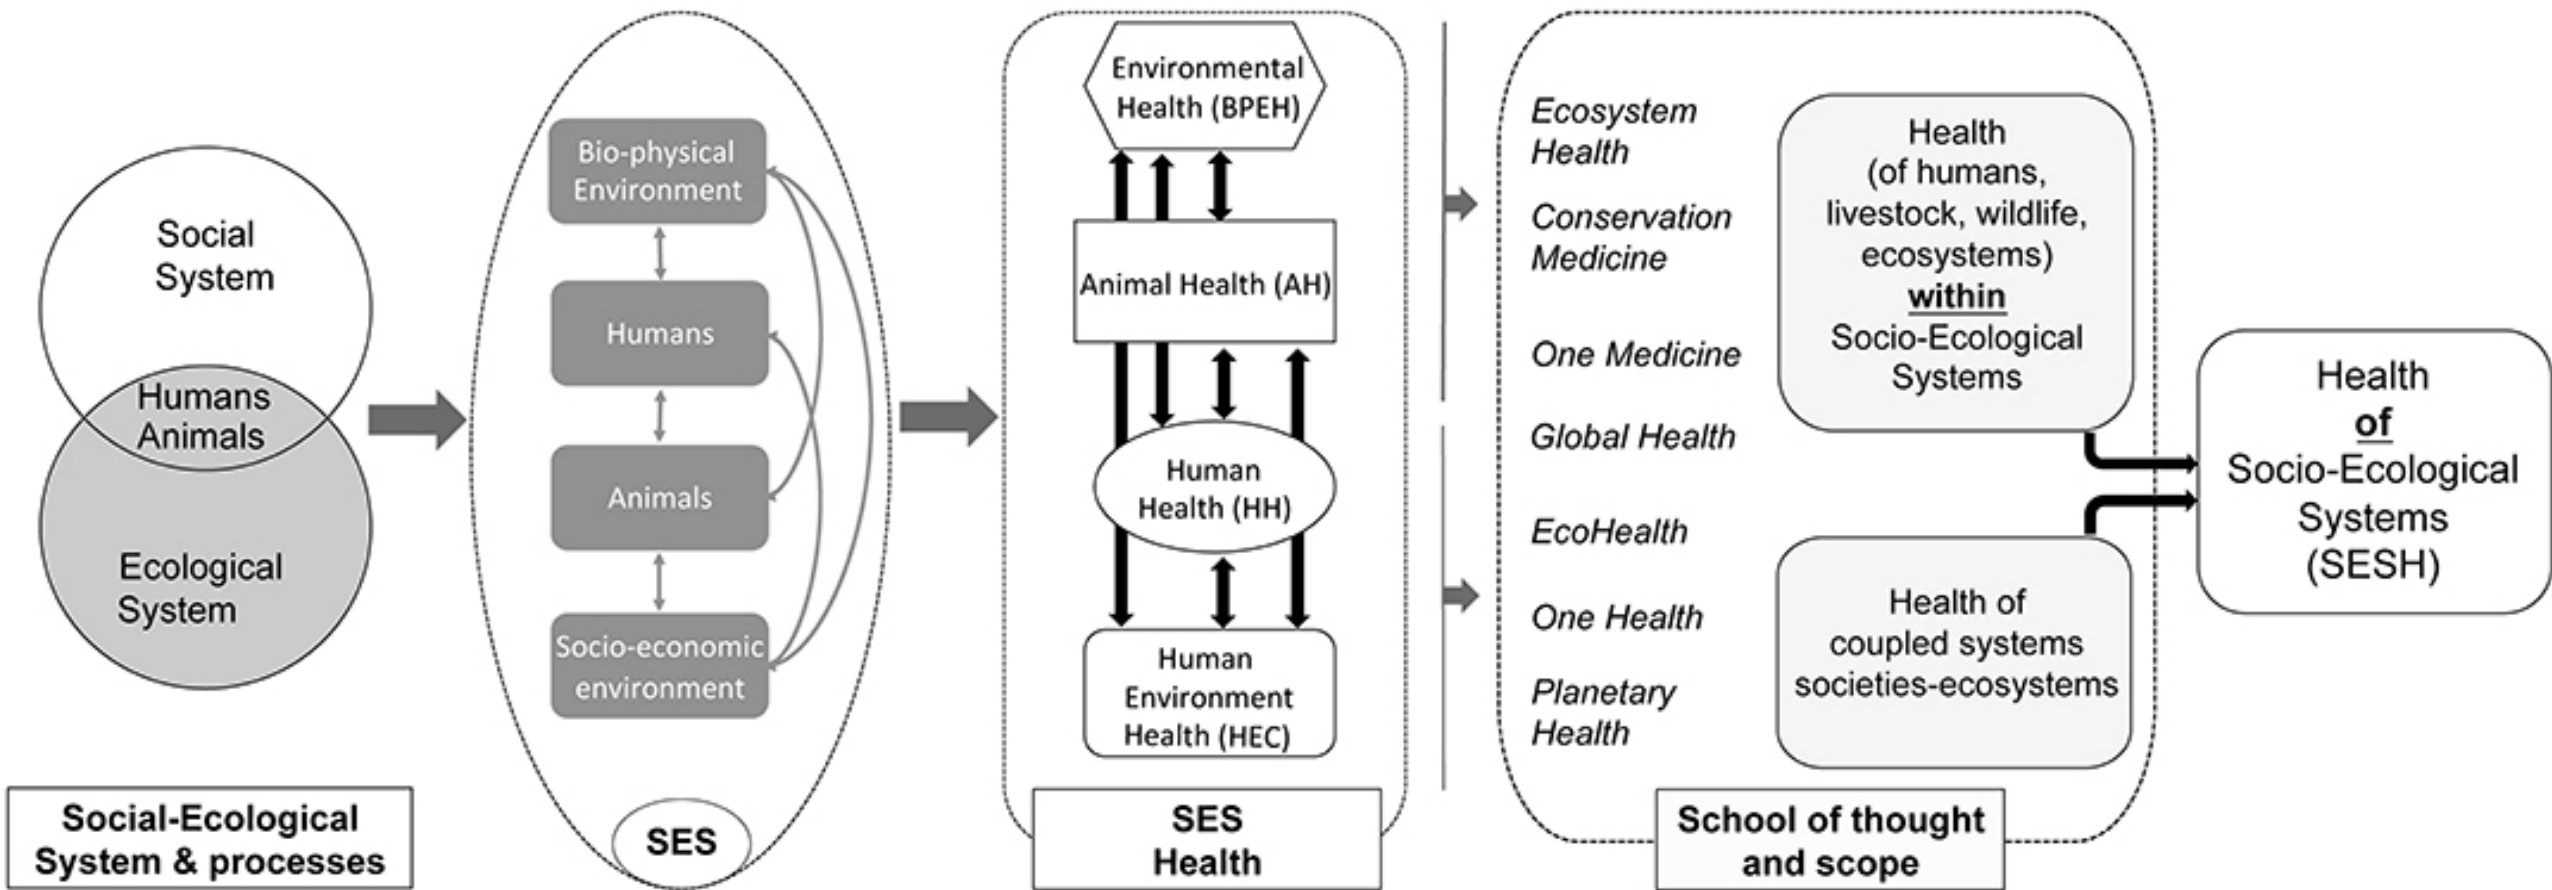 Social
System
Humans
Animals
Ecological
System
Social-Ecological
System & processes
Bio-physical
Environment
Humans
Animals
Socio-economic
environment
SES
Environmental
Health (BPEH)
Animal Health (AH)
Human
Health (HH)
Human
Environment
Health (HEC)
SES
Health
Ecosystem
Health
Conservation
Medicine
One Medicine
Global Health
EcoHealth
One Health
Planetary
Health
Health
(of humans,
livestock, wildlife,
ecosystems)
within
Socio-Ecological
Systems
Health of
coupled systems
societies-ecosystems
School of thought
and scope
Health
of
Socio-Ecological
Systems
(SESH)